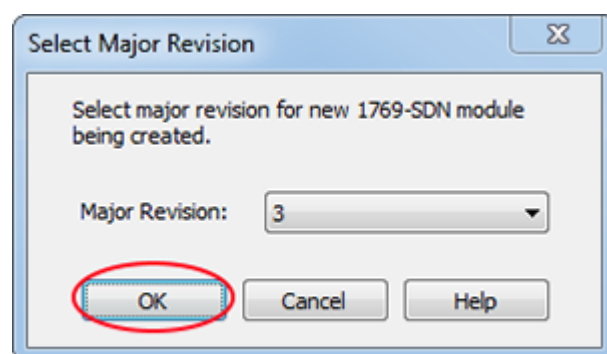 Select Major Revision
Select major revision for new 1769-SDN module
being created.
Major Revision: 3
OK Cancel Help